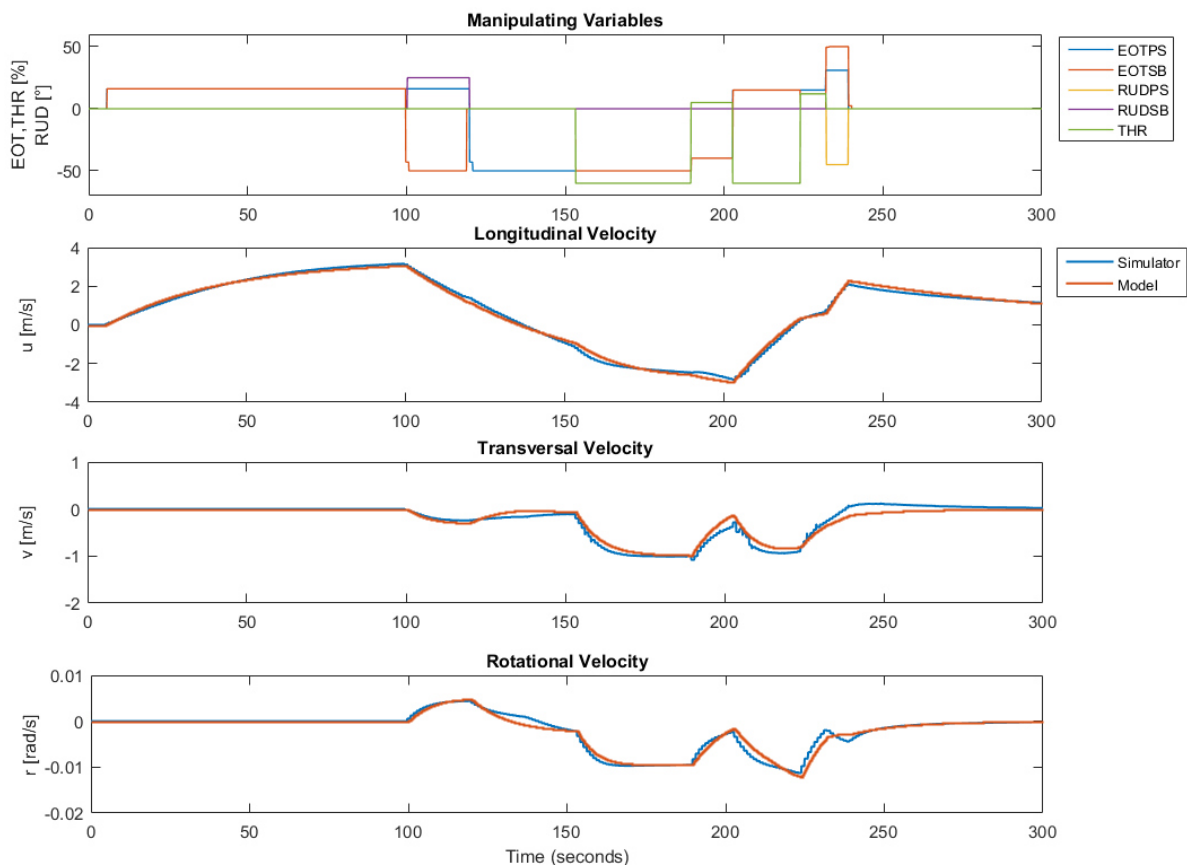 Manipulating Variables
EOT,THR [%]
RUD [°]
50
0
-50
0 50 100 150 200 250 300
EOTPS
EOTSB
RUDPS
RUDSB
THR
Longitudinal Velocity
u [m/s]
4
2
0
-2
-4
0 50 100 150 200 250 300
Simulator
Model
Transversal Velocity
v [m/s]
1
0
-1
-2
0 50 100 150 200 250 300
Rotational Velocity
r [rad/s]
0.01
0
-0.01
-0.02
0 50 100 150 200 250 300
Time (seconds)